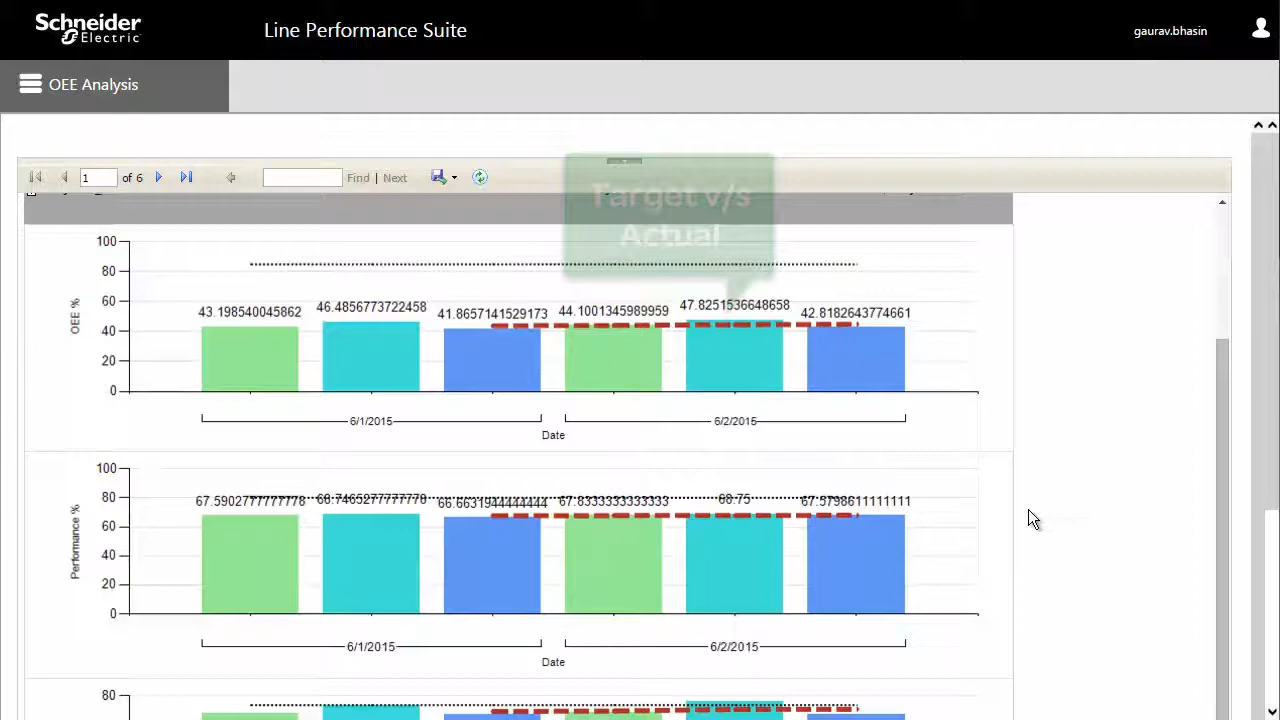 Schneider
Electric
Line Performance Suite
gaurav.bhasin
OEE Analysis
1 of 6
Find | Next
Target v/s
Actual
100
80
60
40
20
0
OEE %
43.198540045862
46.4856773722458
41.8657141529173
44.1001345989959
47.8251536648658
42.8182643774661
6/1/2015
6/2/2015
Date
100
80
60
40
20
0
Performance %
67.5902777777778
68.7465277777778
66.6631944444444
67.8333333333333
68.75
67.5798611111111
6/1/2015
6/2/2015
Date
80